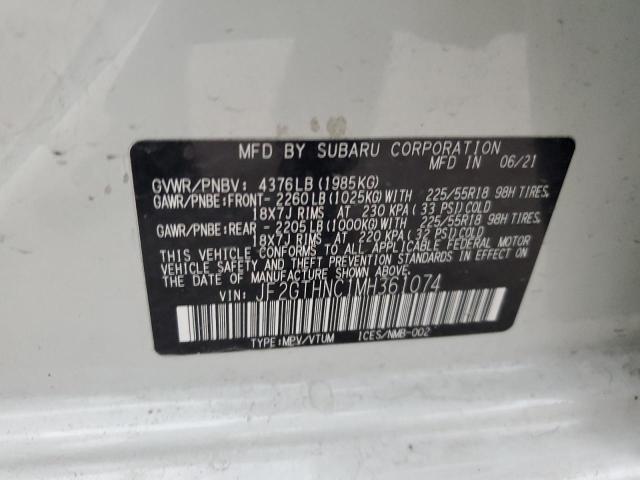 MFD BY SUBARU CORPORATION
MFD IN 06/21
GVWR/PNBV: 4376LB(1985KG)
GAWR/PNBE:FRONT- 2260LB(1025KG)WITH 225/55R18 98H TIRES,
18X7J RIMS AT 230 KPA(33 PSI)COLD
GAWR/PNBE:REAR - 2205LB(1000KG)WITH 225/55R18 98H TIRES,
18X7J RIMS AT 220 KPA(32 PSI)COLD
THIS VEHICLE CONFORMS TO ALL APPLICABLE FEDERAL MOTOR
VEHICLE SAFETY AND THEFT PREVENTION STANDARDS IN EFFECT ON
THE DATE OF MANUFACTURE SHOWN ABOVE.
VIN: JF2GTHNC1MH361074
TYPE:MPV/VTUM ICES/NMB-002